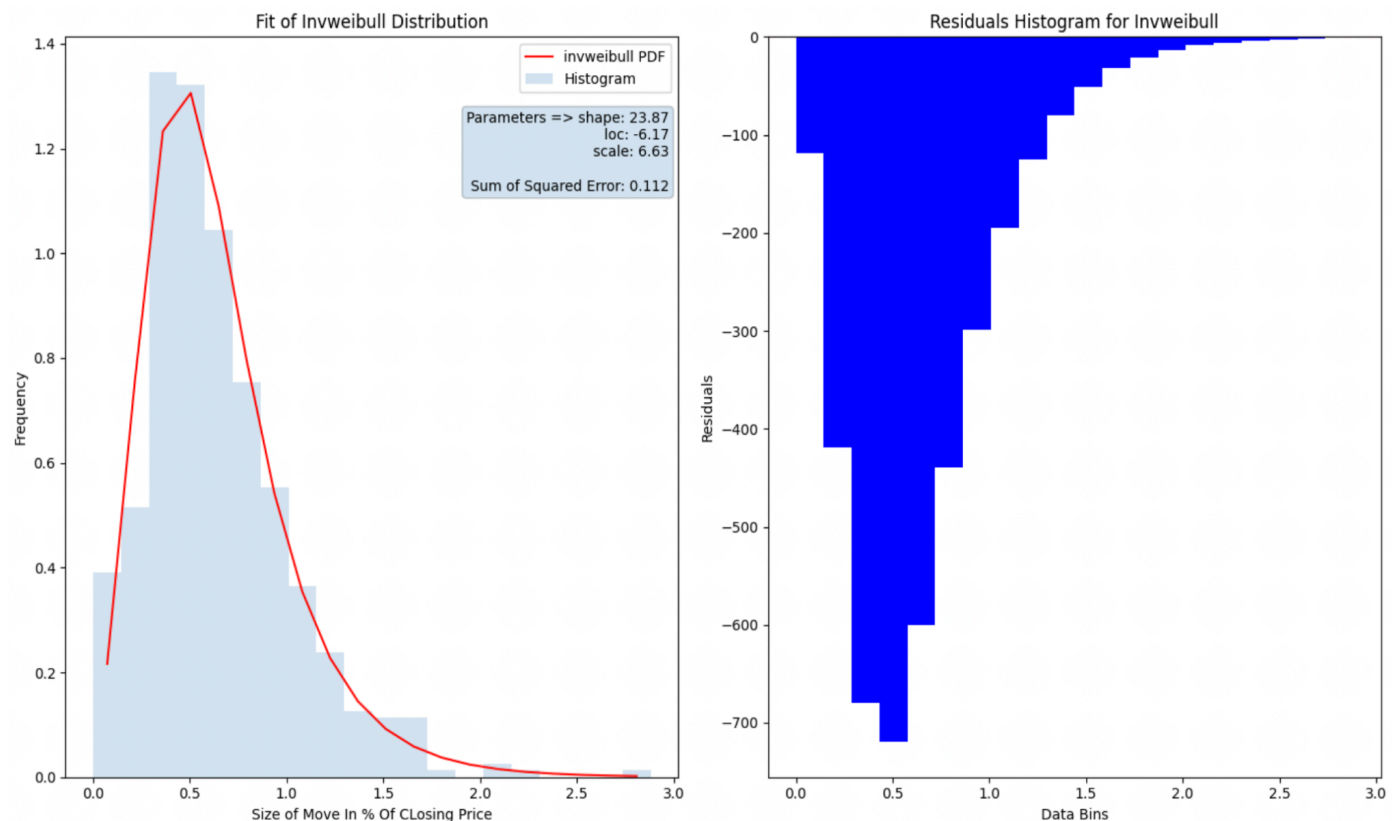 Fit of Invweibull Distribution
1.4
1.2
1.0
0.8
0.6
0.4
0.2
0.0
Frequency
invweibull PDF
Histogram
Parameters => shape: 23.87
loc: -6.17
scale: 6.63
Sum of Squared Error: 0.112
0.0 0.5 1.0 1.5 2.0 2.5 3.0
Size of Move In % Of CLosing Price
Residuals Histogram for Invweibull
0
−100
−200
−300
−400
−500
−600
−700
Residuals
0.0 0.5 1.0 1.5 2.0 2.5 3.0
Data Bins